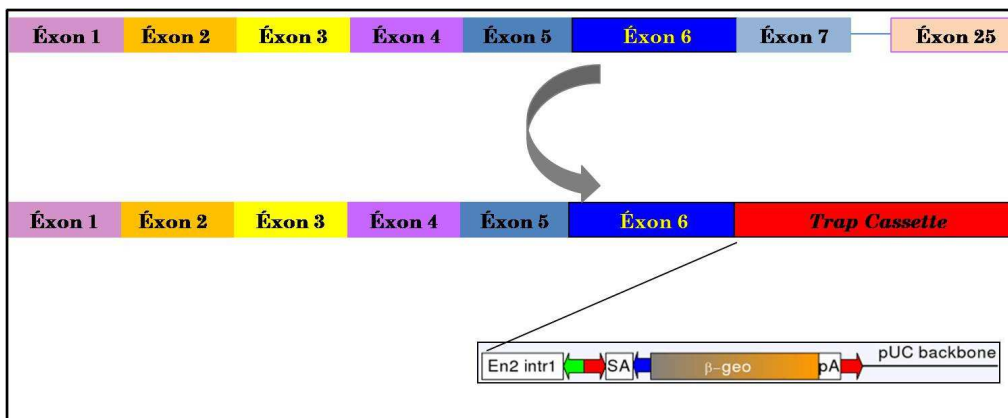 Éxon 1 Éxon 2 Éxon 3 Éxon 4 Éxon 5 Éxon 6 Éxon 7 Éxon 25
Éxon 1 Éxon 2 Éxon 3 Éxon 4 Éxon 5 Éxon 6 Trap Cassette
En2 intr1 SA β-geo pA pUC backbone